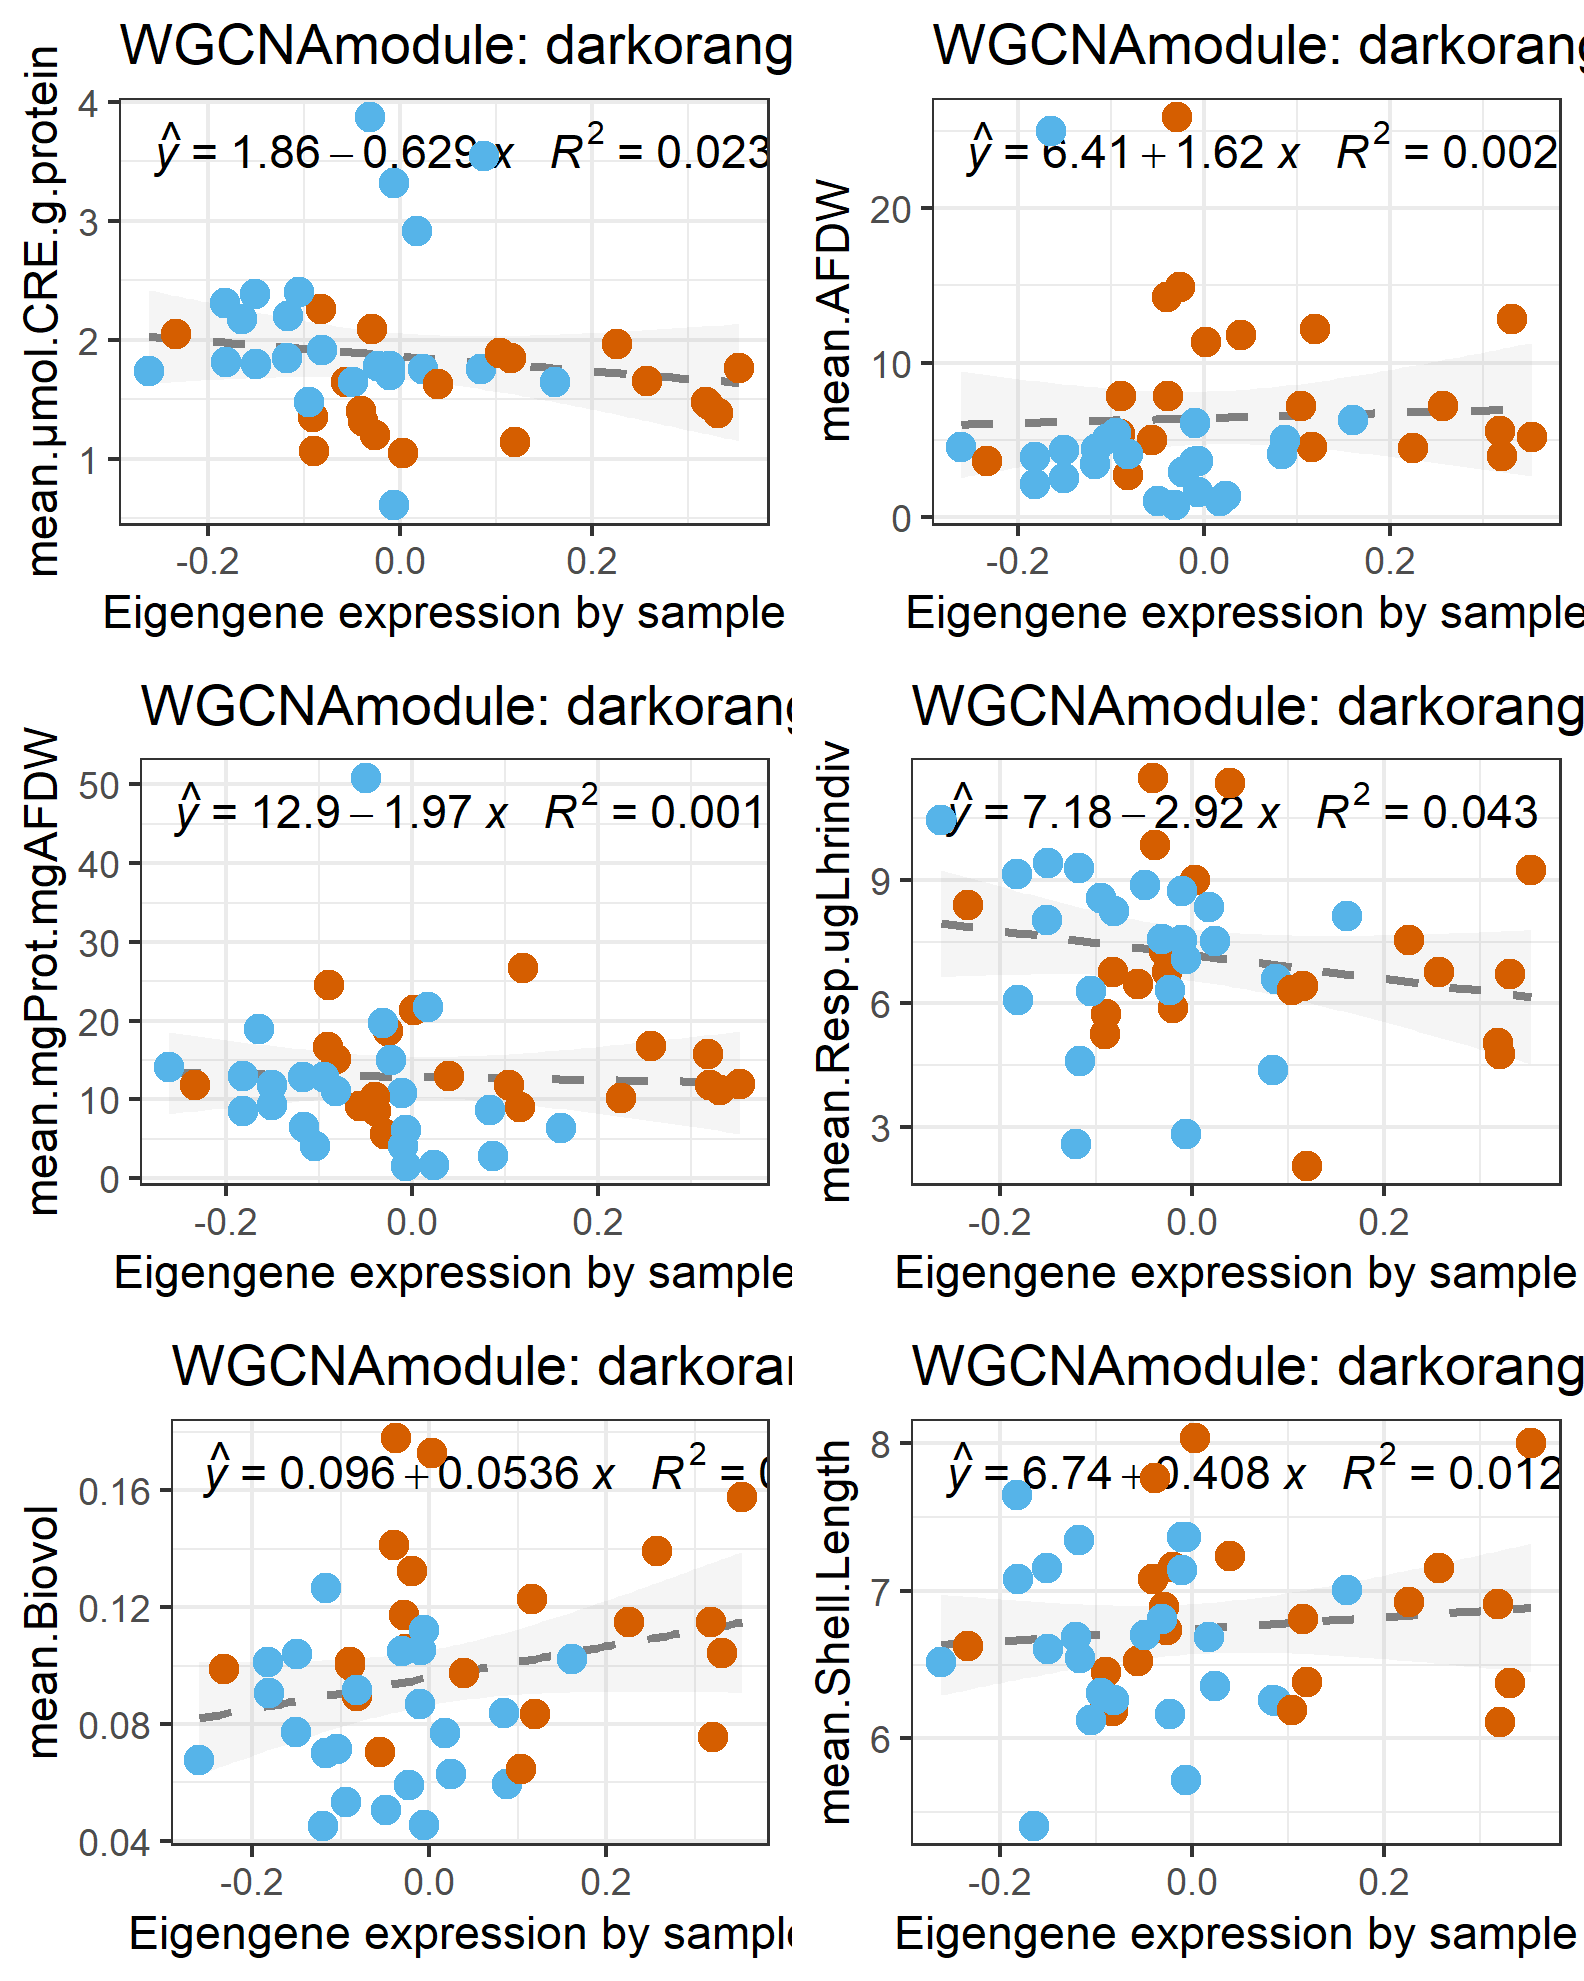 WGCNAmodule: darkorang
mean.µmol.CRE.g.protein
ŷ = 1.86 − 0.629 x R² = 0.023
4
3
2
1
-0.2 0.0 0.2
Eigengene expression by sample
WGCNAmodule: darkorang
mean.AFDW
ŷ = 6.41 + 1.62 x R² = 0.002
20
10
0
-0.2 0.0 0.2
Eigengene expression by sample
WGCNAmodule: darkorang
mean.mgProt.mgAFDW
ŷ = 12.9 − 1.97 x R² = 0.001
50
40
30
20
10
0
-0.2 0.0 0.2
Eigengene expression by sample
WGCNAmodule: darkorang
mean.Resp.ugLhrindiv
ŷ = 7.18 − 2.92 x R² = 0.043
9
6
3
-0.2 0.0 0.2
Eigengene expression by sample
WGCNAmodule: darkoran
mean.Biovol
ŷ = 0.096 + 0.0536 x R² = 0
0.16
0.12
0.08
0.04
-0.2 0.0 0.2
Eigengene expression by sample
WGCNAmodule: darkorang
mean.Shell.Length
ŷ = 6.74 + 0.408 x R² = 0.012
8
7
6
-0.2 0.0 0.2
Eigengene expression by sample